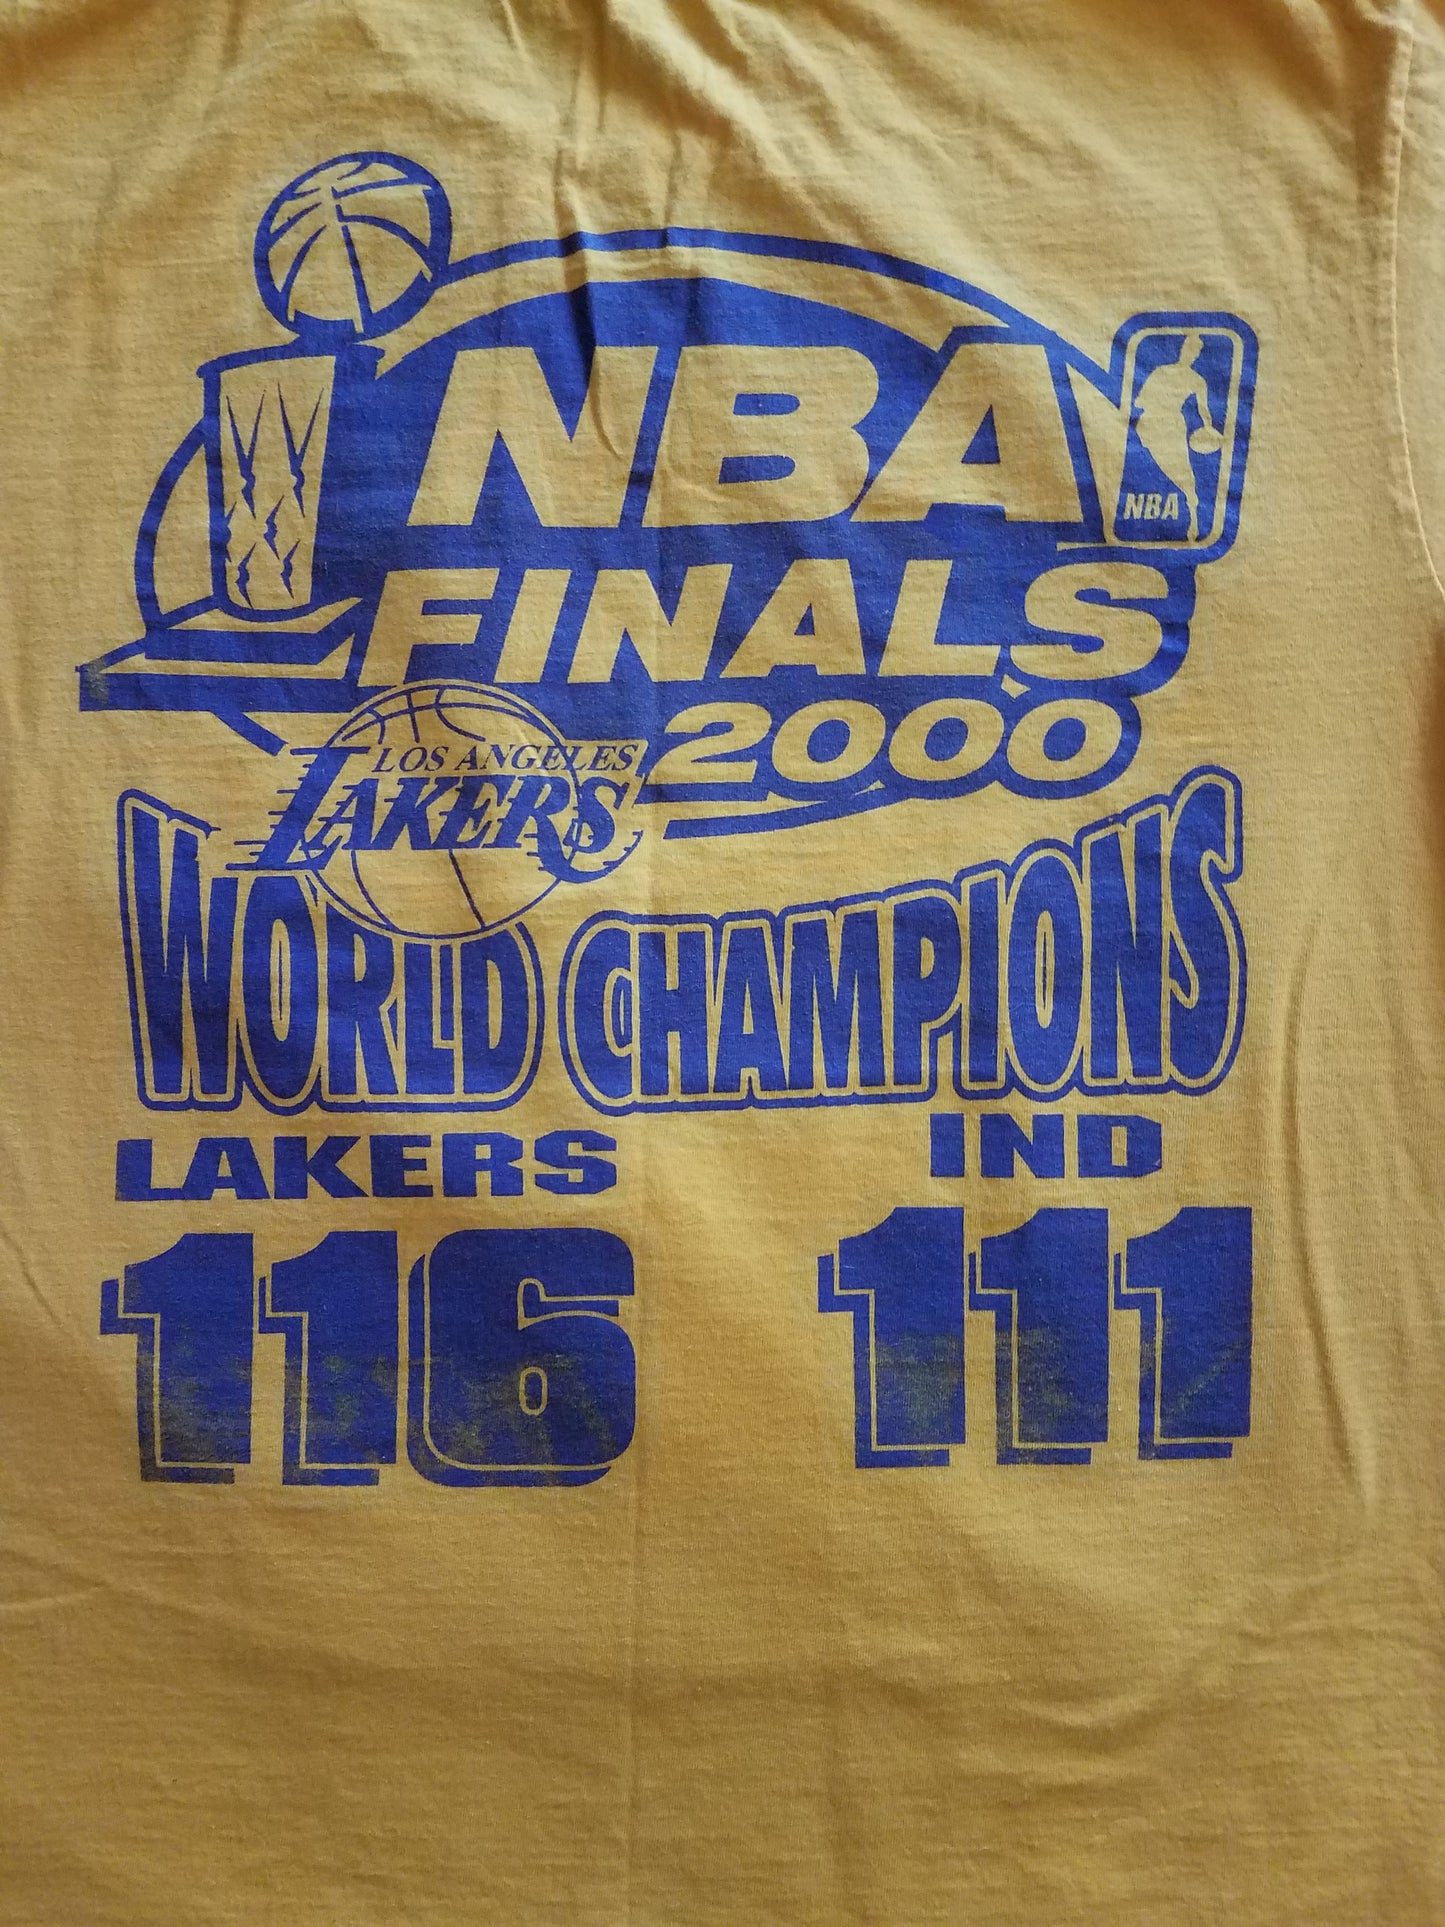 NBA
NBA
FINALS
2000
LOS ANGELES
LAKERS
WORLD CHAMPIONS
LAKERS IND
116 111